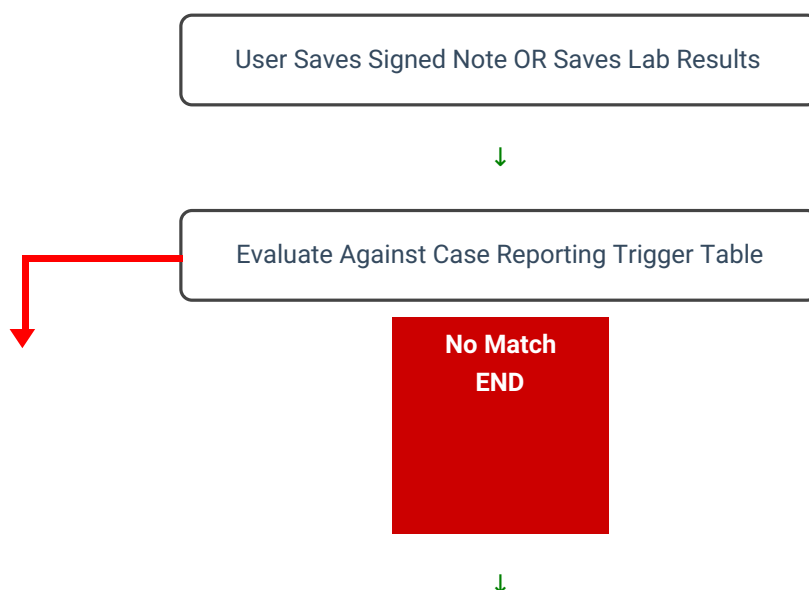 User Saves Signed Note OR Saves Lab Results
↓
Evaluate Against Case Reporting Trigger Table
No Match
END
↓